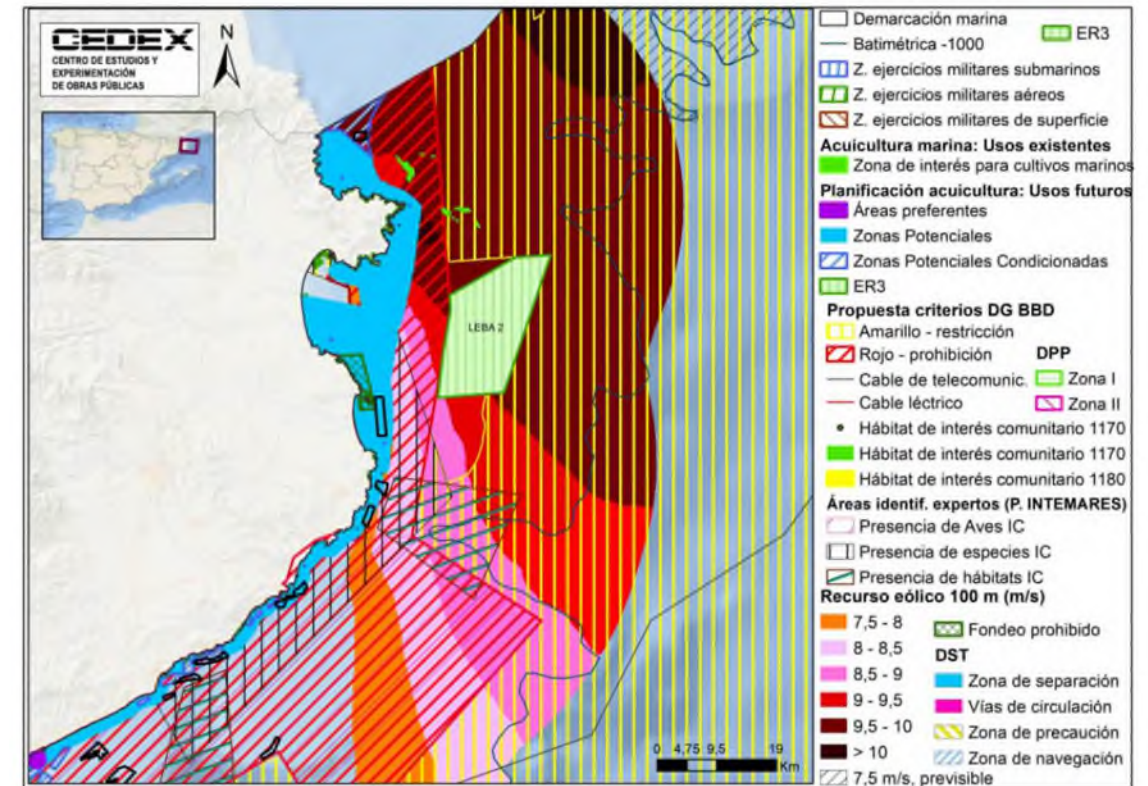 CEDEX
CENTRO DE ESTUDIOS Y
EXPERIMENTACIÓN
DE OBRAS PÚBLICAS
N
LEBA 2
0 4,75 9,5 19
Km
Demarcación marina
ER3
Batimétrica -1000
Z. ejercicios militares submarinos
Z. ejercicios militares aéreos
Z. ejercicios militares de superficie
Acuicultura marina: Usos existentes
Zona de interés para cultivos marinos
Planificación acuicultura: Usos futuros
Áreas preferentes
Zonas Potenciales
Zonas Potenciales Condicionadas
ER3
Propuesta criterios DG BBD
Amarillo - restricción
Rojo - prohibición
DPP
Cable de telecomunic.
Zona I
Cable léctrico
Zona II
Hábitat de interés comunitario 1170
Hábitat de interés comunitario 1170
Hábitat de interés comunitario 1180
Áreas identif. expertos (P. INTEMARES)
Presencia de Aves IC
Presencia de especies IC
Presencia de hábitats IC
Recurso eólico 100 m (m/s)
7,5 - 8
Fondeo prohibido
8 - 8,5
DST
8,5 - 9
Zona de separación
9 - 9,5
Vías de circulación
9,5 - 10
Zona de precaución
> 10
Zona de navegación
7,5 m/s, previsible